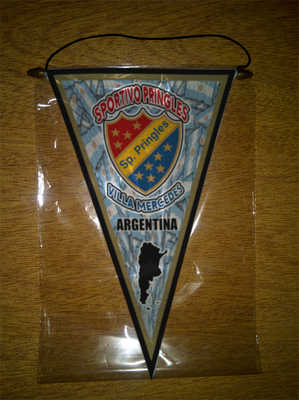 SPORTIVO PRINGLES
Sp. Pringles
VILLA MERCEDES
ARGENTINA